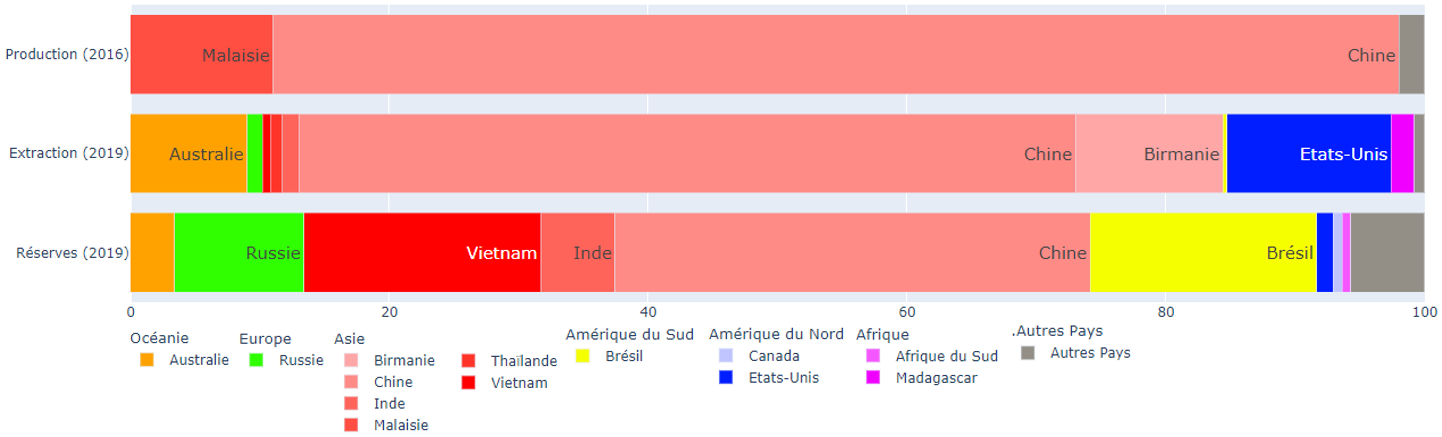 Production (2016)
Malaisie
Chine
Extraction (2019)
Australie
Chine
Birmanie
Etats-Unis
Réserves (2019)
Russie
Vietnam
Inde
Chine
Brésil
0
20
40
60
80
100
Océanie
Australie
Europe
Russie
Asie
Birmanie
Chine
Inde
Malaisie
Thaïlande
Vietnam
Amérique du Sud
Brésil
Amérique du Nord
Canada
Etats-Unis
Afrique
Afrique du Sud
Madagascar
.Autres Pays
Autres Pays